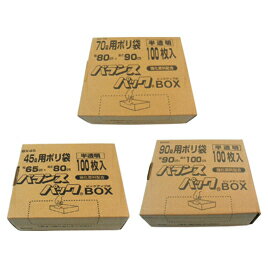 70ℓ用ポリ袋
半透明
80cm×90cm
100枚入
バランス
パック
BOX
BX-45
45ℓ用ポリ袋
半透明
65cm×80cm
100枚入
バランス
パック
BOX
90ℓ用ポリ袋
半透明
90cm×100cm
100枚入
バランス
パック
BOX